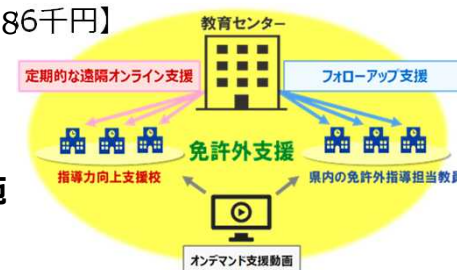 86千円】
教育センター
定期的な遠隔オンライン支援
フォローアップ支援
免許外支援
指導力向上支援校
県内の免許外指導担当教員
オンデマンド支援動画